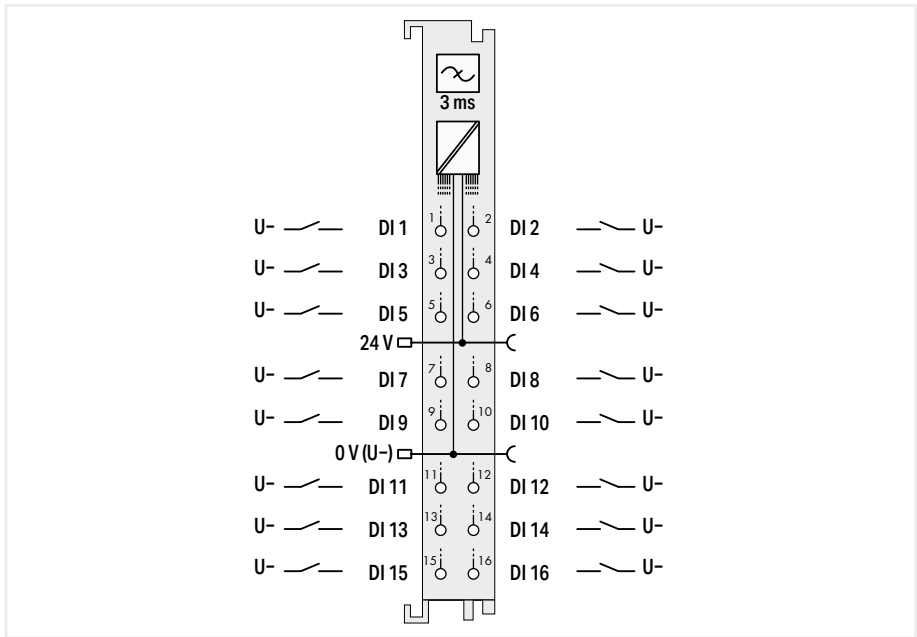 3 ms
U– DI 1 1 2 DI 2 U–
U– DI 3 3 4 DI 4 U–
U– DI 5 5 6 DI 6 U–
24 V
U– DI 7 7 8 DI 8 U–
U– DI 9 9 10 DI 10 U–
0 V (U–)
U– DI 11 11 12 DI 12 U–
U– DI 13 13 14 DI 14 U–
U– DI 15 15 16 DI 16 U–